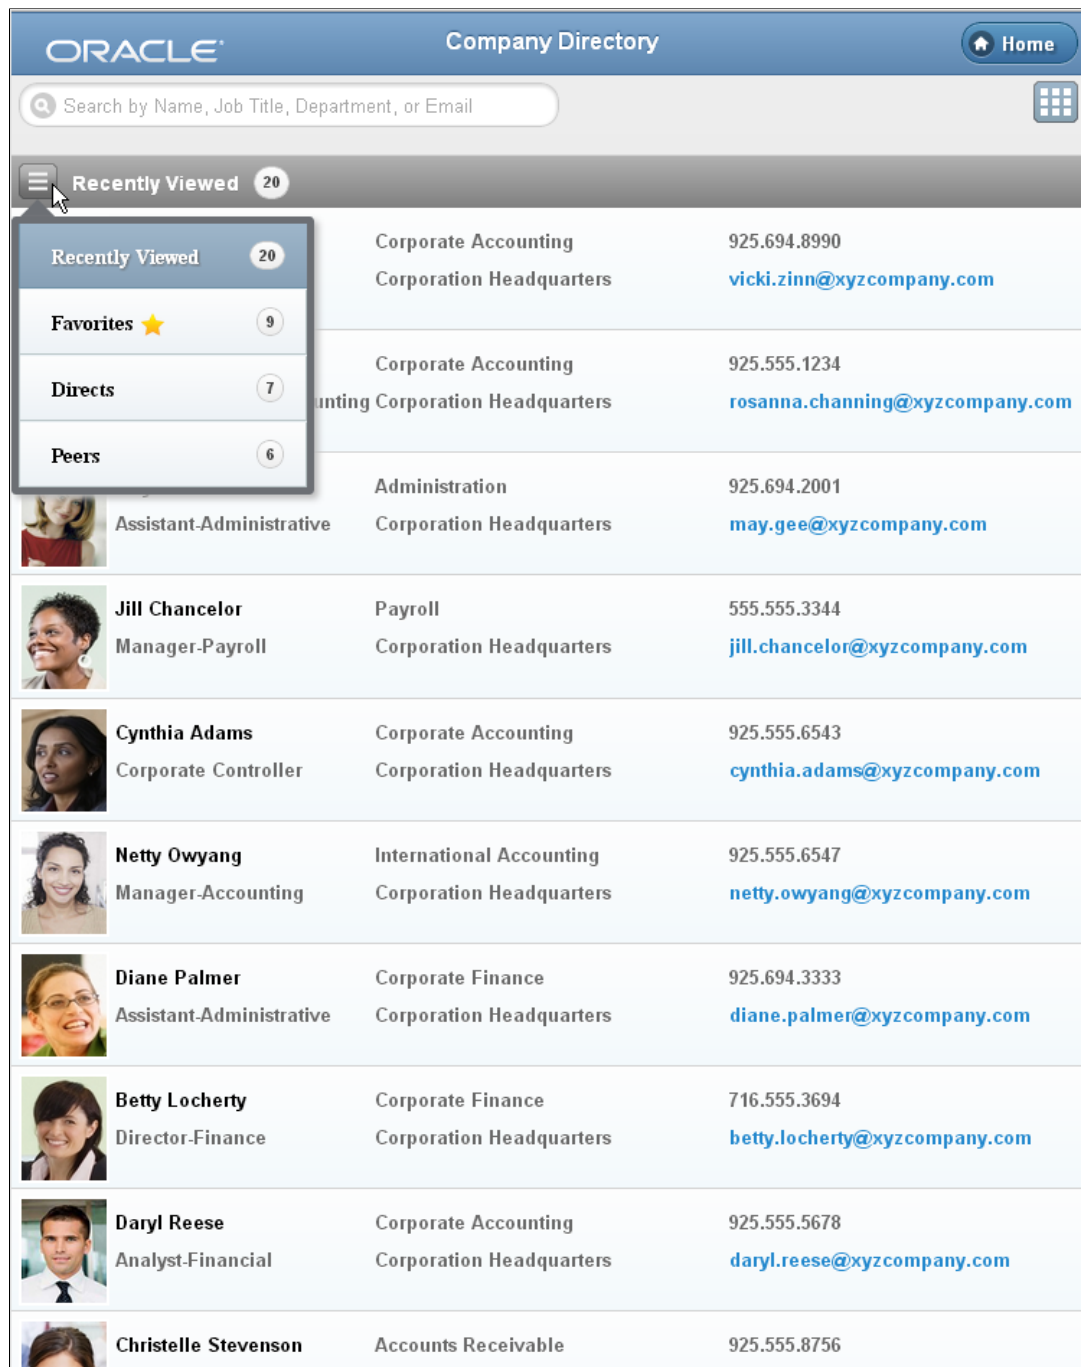 ORACLE
Company Directory
Home
Search by Name, Job Title, Department, or Email
Recently Viewed 20
Recently Viewed 20
Favorites 9
Directs 7
Peers 6
Corporate Accounting 925.694.8990
Corporation Headquarters vicki.zinn@xyzcompany.com
Corporate Accounting 925.555.1234
Corporation Headquarters rosanna.channing@xyzcompany.com
Administration 925.694.2001
Assistant-Administrative Corporation Headquarters may.gee@xyzcompany.com
Jill Chancelor Payroll 555.555.3344
Manager-Payroll Corporation Headquarters jill.chancelor@xyzcompany.com
Cynthia Adams Corporate Accounting 925.555.6543
Corporate Controller Corporation Headquarters cynthia.adams@xyzcompany.com
Netty Owyang International Accounting 925.555.6547
Manager-Accounting Corporation Headquarters netty.owyang@xyzcompany.com
Diane Palmer Corporate Finance 925.694.3333
Assistant-Administrative Corporation Headquarters diane.palmer@xyzcompany.com
Betty Locherty Corporate Finance 716.555.3694
Director-Finance Corporation Headquarters betty.locherty@xyzcompany.com
Daryl Reese Corporate Accounting 925.555.5678
Analyst-Financial Corporation Headquarters daryl.reese@xyzcompany.com
Christelle Stevenson Accounts Receivable 925.555.8756